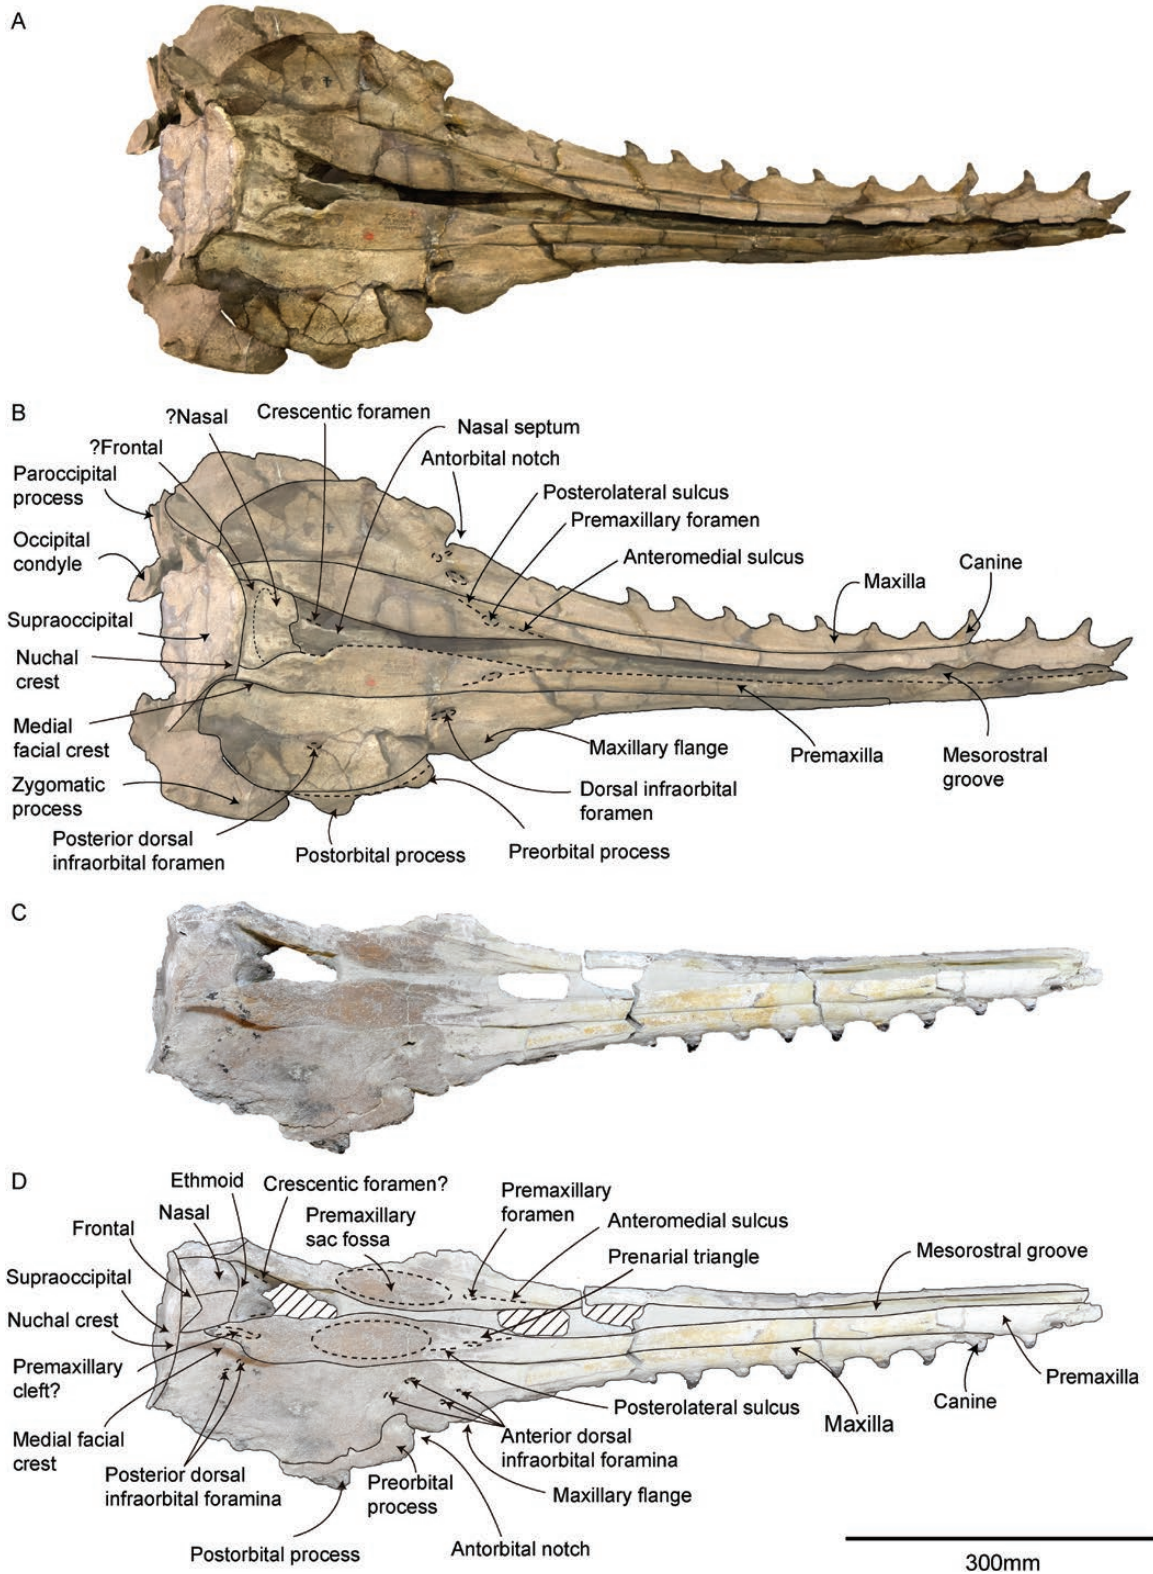 A
B
?Nasal
Crescentic foramen
Nasal septum
?Frontal
Antorbital notch
Paroccipital
process
Posterolateral sulcus
Premaxillary foramen
Occipital
condyle
Anteromedial sulcus
Canine
Maxilla
Supraoccipital
Nuchal
crest
Medial
facial crest
Maxillary flange
Premaxilla
Mesorostral
groove
Zygomatic
process
Dorsal infraorbital
foramen
Posterior dorsal
infraorbital foramen
Postorbital process
Preorbital process
C
D
Ethmoid
Crescentic foramen?
Premaxillary
foramen
Nasal
Premaxillary
sac fossa
Frontal
Anteromedial sulcus
Prenarial triangle
Mesorostral groove
Supraoccipital
Nuchal crest
Premaxillary
cleft?
Premaxilla
Canine
Posterolateral sulcus
Maxilla
Medial facial
crest
Anterior dorsal
infraorbital foramina
Posterior dorsal
infraorbital foramina
Preorbital
process
Maxillary flange
Postorbital process
Antorbital notch
300mm